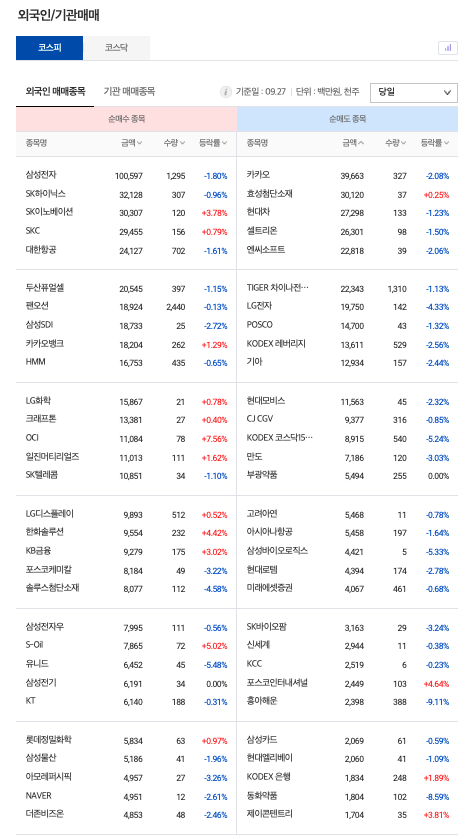 외국인/기관매매
코스피 코스닥
외국인 매매종목 기관 매매종목 i 기준일 : 09.27 | 단위 : 백만원, 천주 당일
순매수 종목 순매도 종목
종목명 금액 수량 등락률 종목명 금액 수량 등락률
삼성전자 100,597 1,295 -1.80% 카카오 39,663 327 -2.08%
SK하이닉스 32,128 307 -0.96% 효성첨단소재 30,120 37 +0.25%
SK이노베이션 30,307 120 +3.78% 현대차 27,298 133 -1.23%
SKC 29,455 156 +0.79% 셀트리온 26,301 98 -1.50%
대한항공 24,127 702 -1.61% 엔씨소프트 22,818 39 -2.06%
두산퓨얼셀 20,545 397 -1.15% TIGER 차이나전… 22,343 1,310 -1.13%
팬오션 18,924 2,440 -0.13% LG전자 19,750 142 -4.33%
삼성SDI 18,733 25 -2.72% POSCO 14,700 43 -1.32%
카카오뱅크 18,204 262 +1.29% KODEX 레버리지 13,611 529 -2.56%
HMM 16,753 435 -0.65% 기아 12,934 157 -2.44%
LG화학 15,867 21 +0.78% 현대모비스 11,563 45 -2.32%
크래프톤 13,381 27 +0.40% CJ CGV 9,377 316 -0.85%
OCI 11,084 78 +7.56% KODEX 코스닥15… 8,915 540 -5.24%
일진머티리얼즈 11,013 111 +1.62% 만도 7,186 120 -3.03%
SK텔레콤 10,851 34 -1.10% 부광약품 5,494 255 0.00%
LG디스플레이 9,893 512 +0.52% 고려아연 5,468 11 -0.78%
한화솔루션 9,554 232 +4.42% 아시아나항공 5,458 197 -1.64%
KB금융 9,279 175 +3.02% 삼성바이오로직스 4,421 5 -5.33%
포스코케미칼 8,184 49 -3.22% 현대로템 4,394 174 -2.78%
솔루스첨단소재 8,077 112 -4.58% 미래에셋증권 4,067 461 -0.68%
삼성전자우 7,995 111 -0.56% SK바이오팜 3,163 29 -3.24%
S-Oil 7,865 72 +5.02% 신세계 2,944 11 -0.38%
유니드 6,452 45 -5.48% KCC 2,519 6 -0.23%
삼성전기 6,191 34 0.00% 포스코인터내셔널 2,449 103 +4.64%
KT 6,140 188 -0.31% 흥아해운 2,398 388 -9.11%
롯데정밀화학 5,834 63 +0.97% 삼성카드 2,069 61 -0.59%
삼성물산 5,186 41 -1.96% 현대엘리베이 2,060 41 -1.09%
아모레퍼시픽 4,957 27 -3.26% KODEX 은행 1,834 248 +1.89%
NAVER 4,951 12 -2.61% 동화약품 1,804 102 -8.59%
더존비즈온 4,853 48 -2.46% 제이콘텐트리 1,704 35 +3.81%